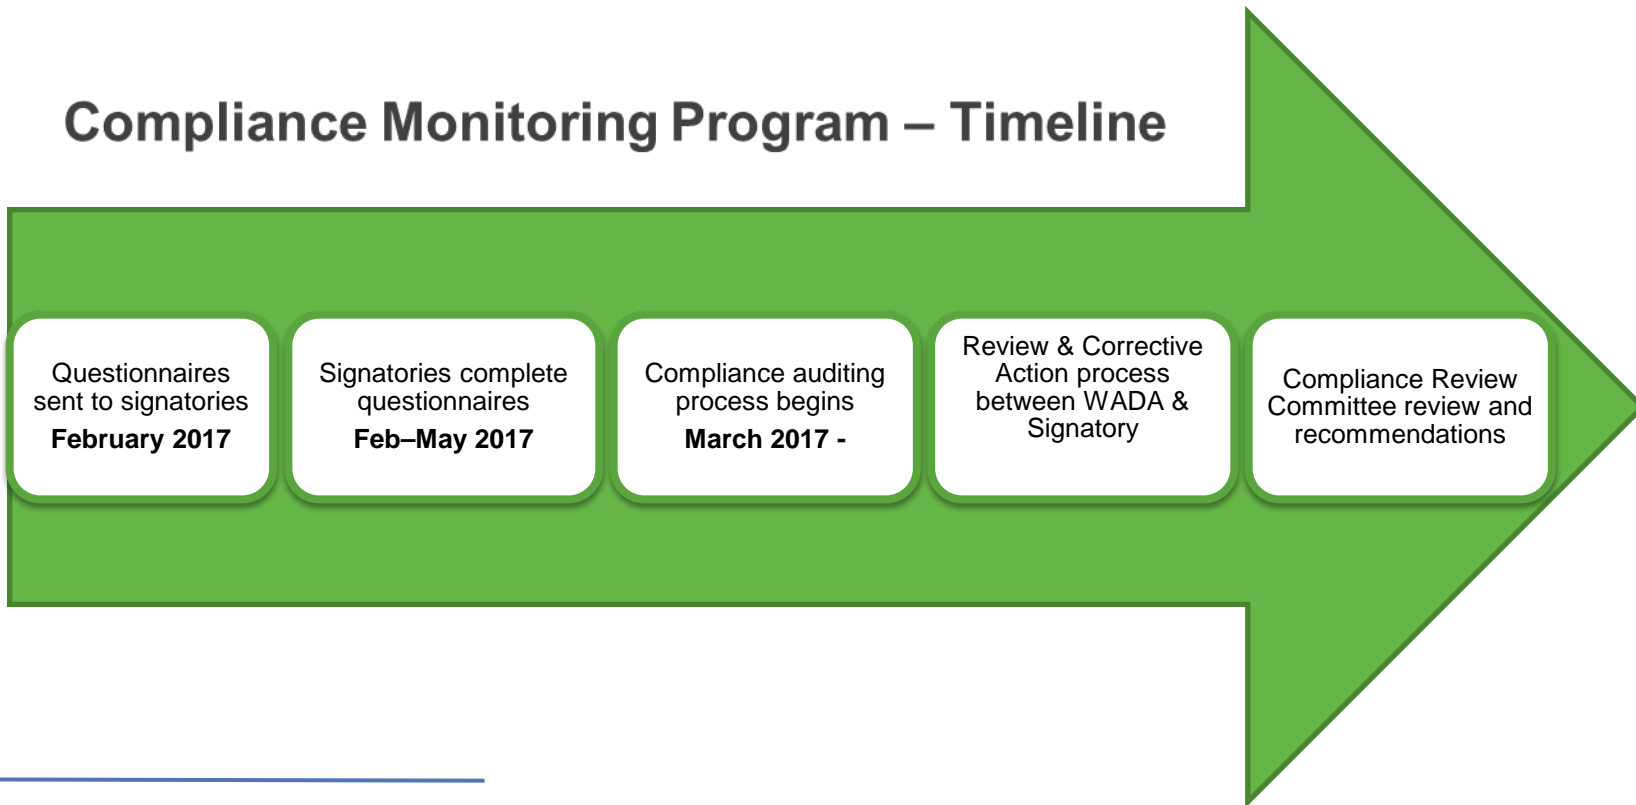 Compliance Monitoring Program – Timeline
Questionnaires
sent to signatories
February 2017
Signatories complete
questionnaires
Feb–May 2017
Compliance auditing
process begins
March 2017 -
Review & Corrective
Action process
between WADA &
Signatory
Compliance Review
Committee review and
recommendations